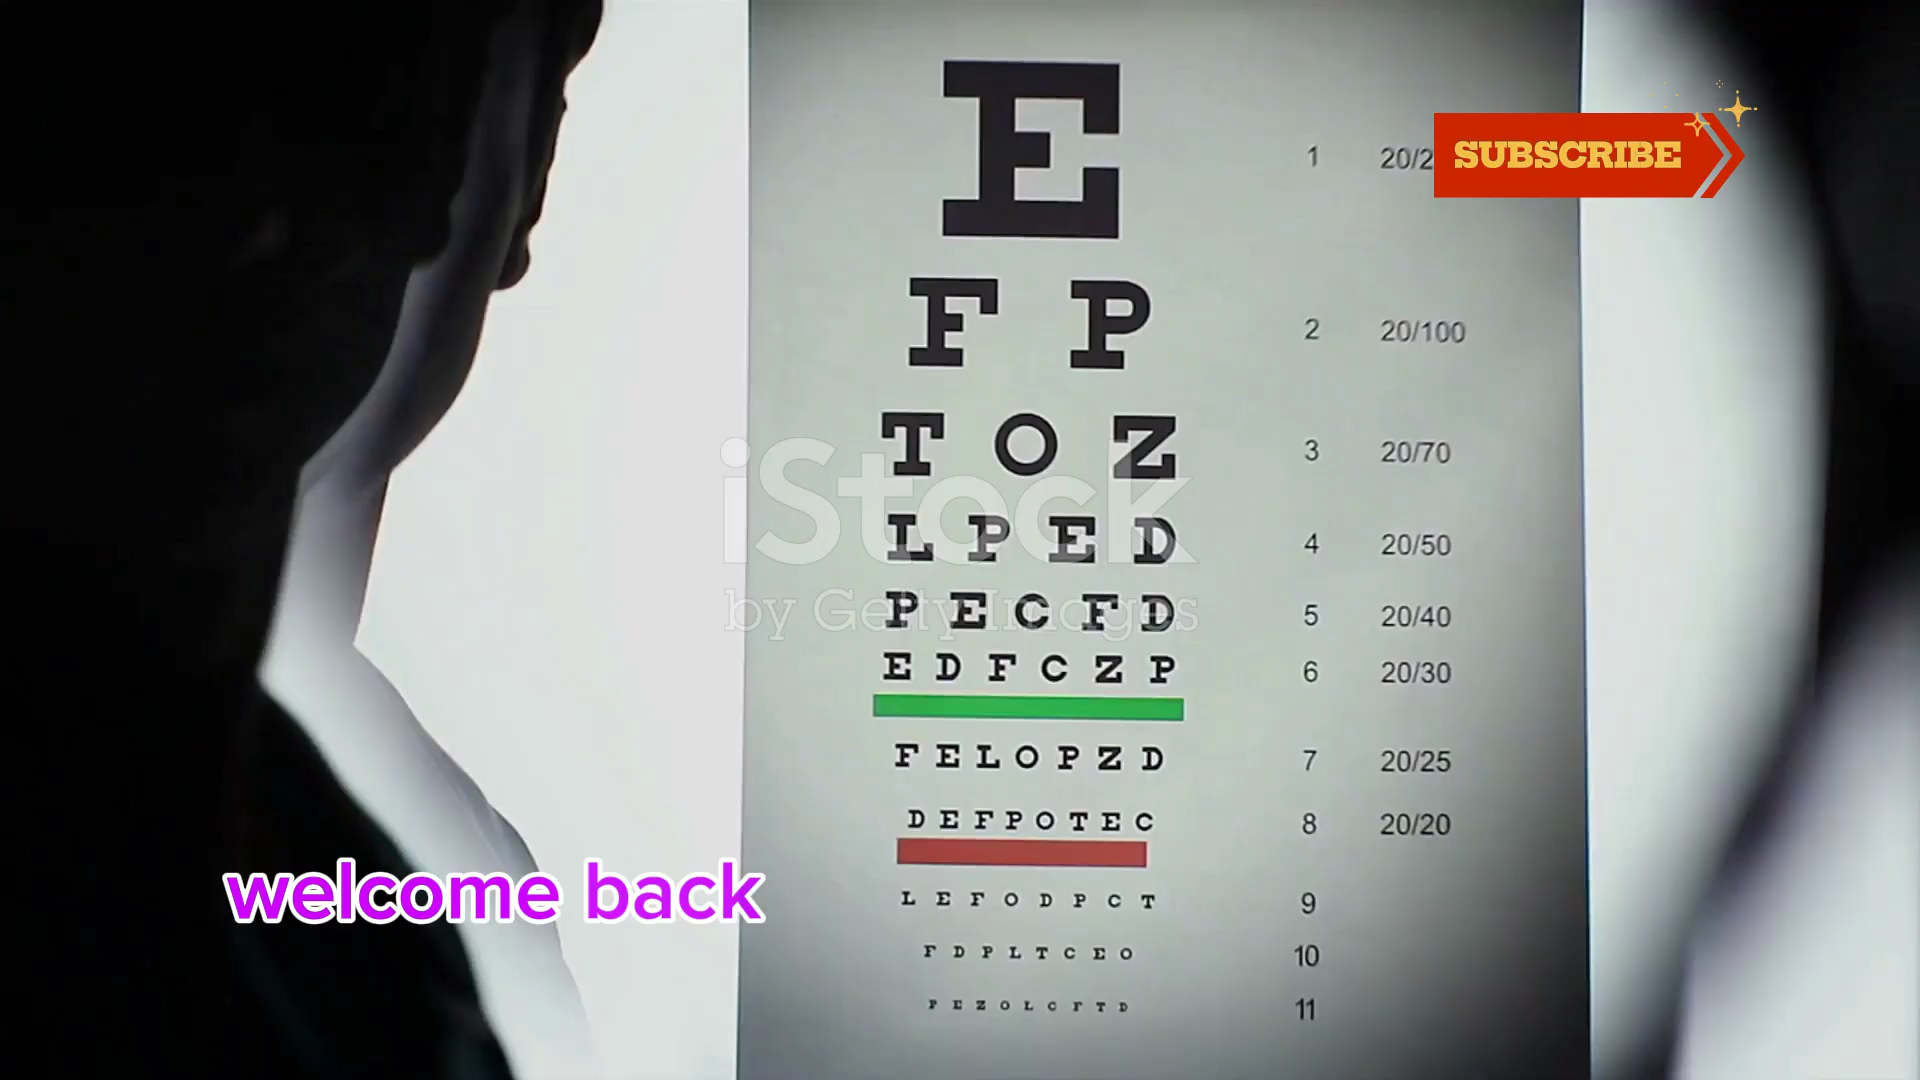 E 1 20/2
SUBSCRIBE
F P 2 20/100
T O Z 3 20/70
iStock
L P E D 4 20/50
by Getty Images
P E C F D 5 20/40
E D F C Z P 6 20/30
F E L O P Z D 7 20/25
D E F P O T E C 8 20/20
welcome back
L E F O D P C T 9
F D P L T C E O 10
P E Z O L C F T D 11